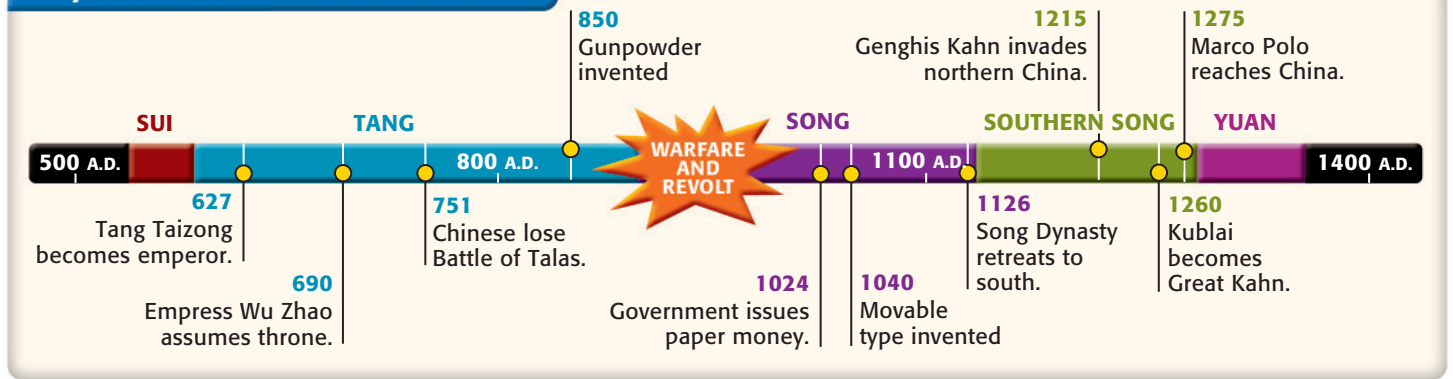 850
Gunpowder
invented
1215
Genghis Kahn invades
northern China.
1275
Marco Polo
reaches China.
SUI
TANG
SONG
SOUTHERN SONG
YUAN
500 A.D.
800 A.D.
WARFARE
AND
REVOLT
1100 A.D.
1400 A.D.
627
Tang Taizong
becomes emperor.
690
Empress Wu Zhao
assumes throne.
751
Chinese lose
Battle of Talas.
1024
Government issues
paper money.
1040
Movable
type invented
1126
Song Dynasty
retreats to
south.
1260
Kublai
becomes
Great Kahn.